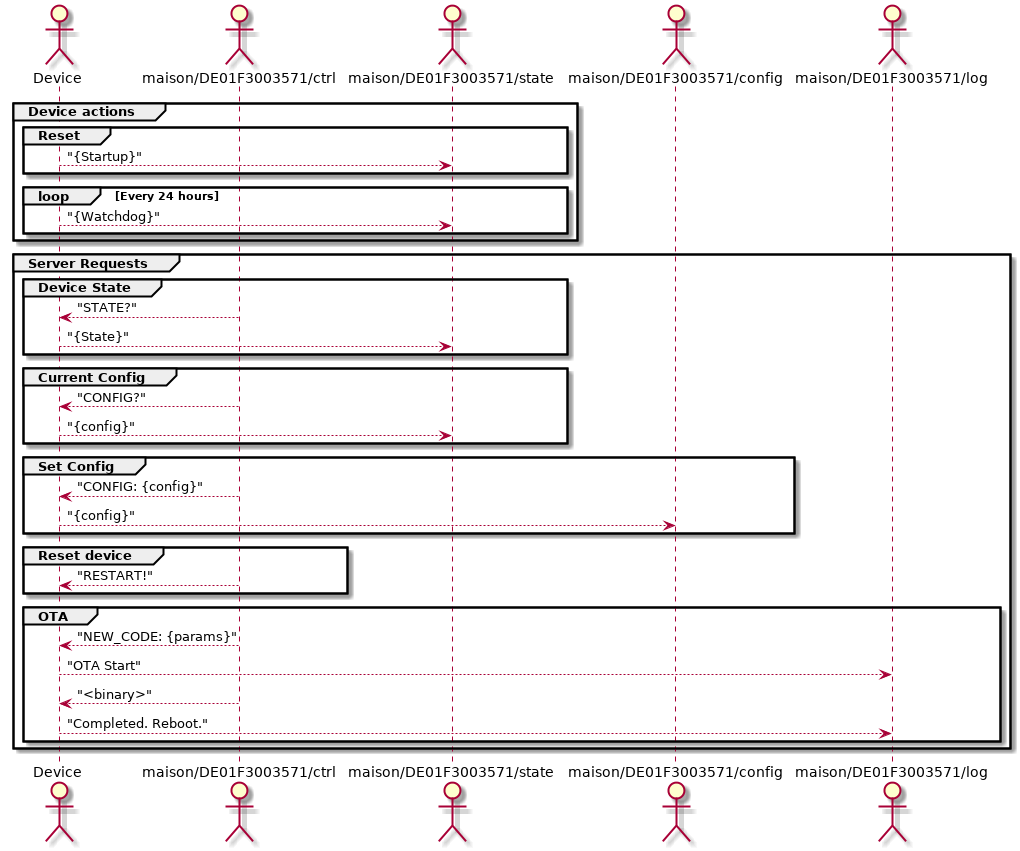 Device maison/DE01F3003571/ctrl maison/DE01F3003571/state maison/DE01F3003571/config maison/DE01F3003571/log
Device actions
Reset
"{Startup}"
loop [Every 24 hours]
"{Watchdog}"
Server Requests
Device State
"STATE?"
"{State}"
Current Config
"CONFIG?"
"{config}"
Set Config
"CONFIG: {config}"
"{config}"
Reset device
"RESTART!"
OTA
"NEW_CODE: {params}"
"OTA Start"
"<binary>"
"Completed. Reboot."
Device maison/DE01F3003571/ctrl maison/DE01F3003571/state maison/DE01F3003571/config maison/DE01F3003571/log